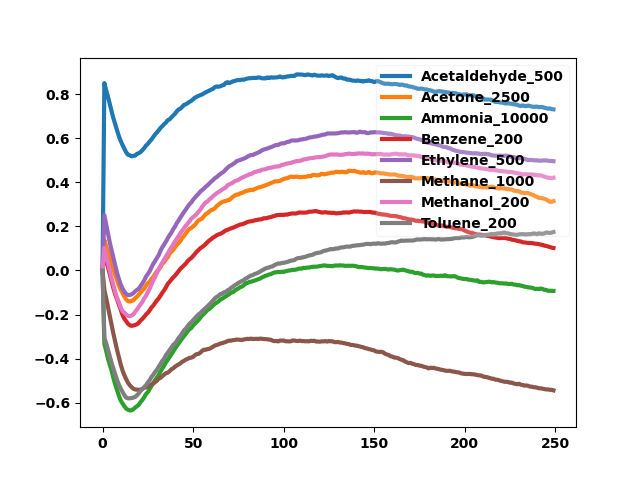 Acetaldehyde_500
Acetone_2500
Ammonia_10000
Benzene_200
Ethylene_500
Methane_1000
Methanol_200
Toluene_200
0.8
0.6
0.4
0.2
0.0
−0.2
−0.4
−0.6
0 50 100 150 200 250